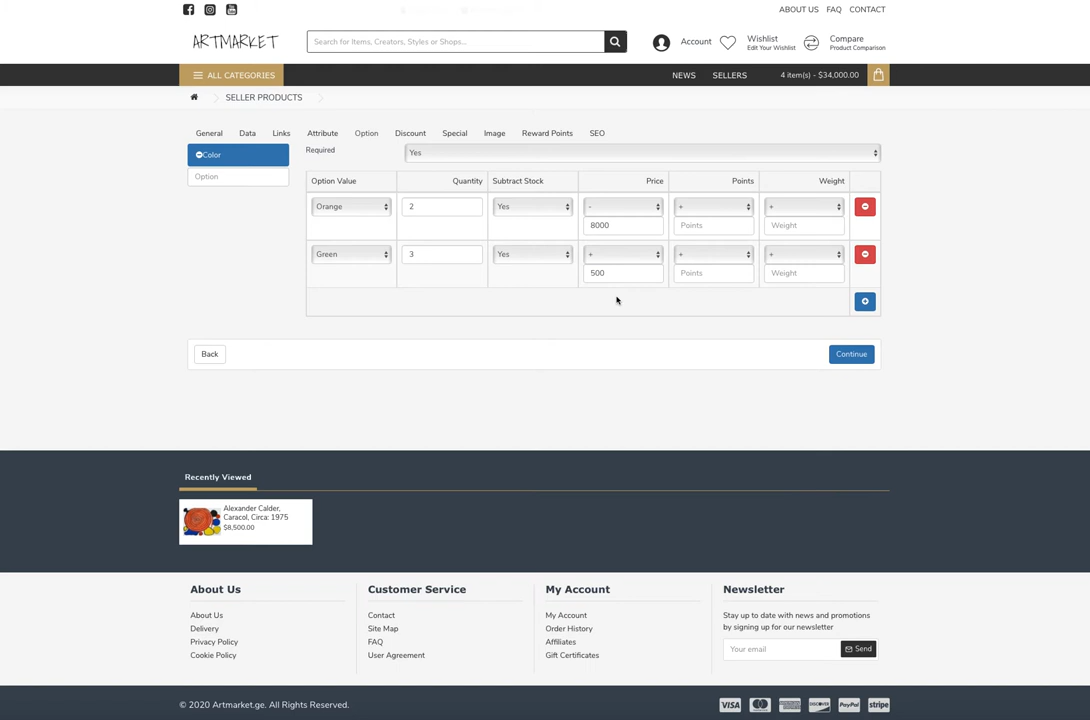 ABOUT US FAQ CONTACT
ARTMARKET
Search for Items, Creators, Styles or Shops...
Account
Wishlist
Edit Your Wishlist
Compare
Product Comparison
ALL CATEGORIES
NEWS SELLERS 4 item(s) - $34,000.00
SELLER PRODUCTS
General Data Links Attribute Option Discount Special Image Reward Points SEO
Color
Option
Required Yes
Option Value Quantity Subtract Stock Price Points Weight
Orange 2 Yes - + +
8000 Points Weight
Green 3 Yes + + +
500 Points Weight
Back Continue
Recently Viewed
Alexander Calder,
Caracol, Circa: 1975
$8,500.00
About Us
About Us
Delivery
Privacy Policy
Cookie Policy
Customer Service
Contact
Site Map
FAQ
User Agreement
My Account
My Account
Order History
Affiliates
Gift Certificates
Newsletter
Stay up to date with news and promotions
by signing up for our newsletter
Your email Send
© 2020 Artmarket.ge. All Rights Reserved.
VISA DISCOVER PayPal stripe